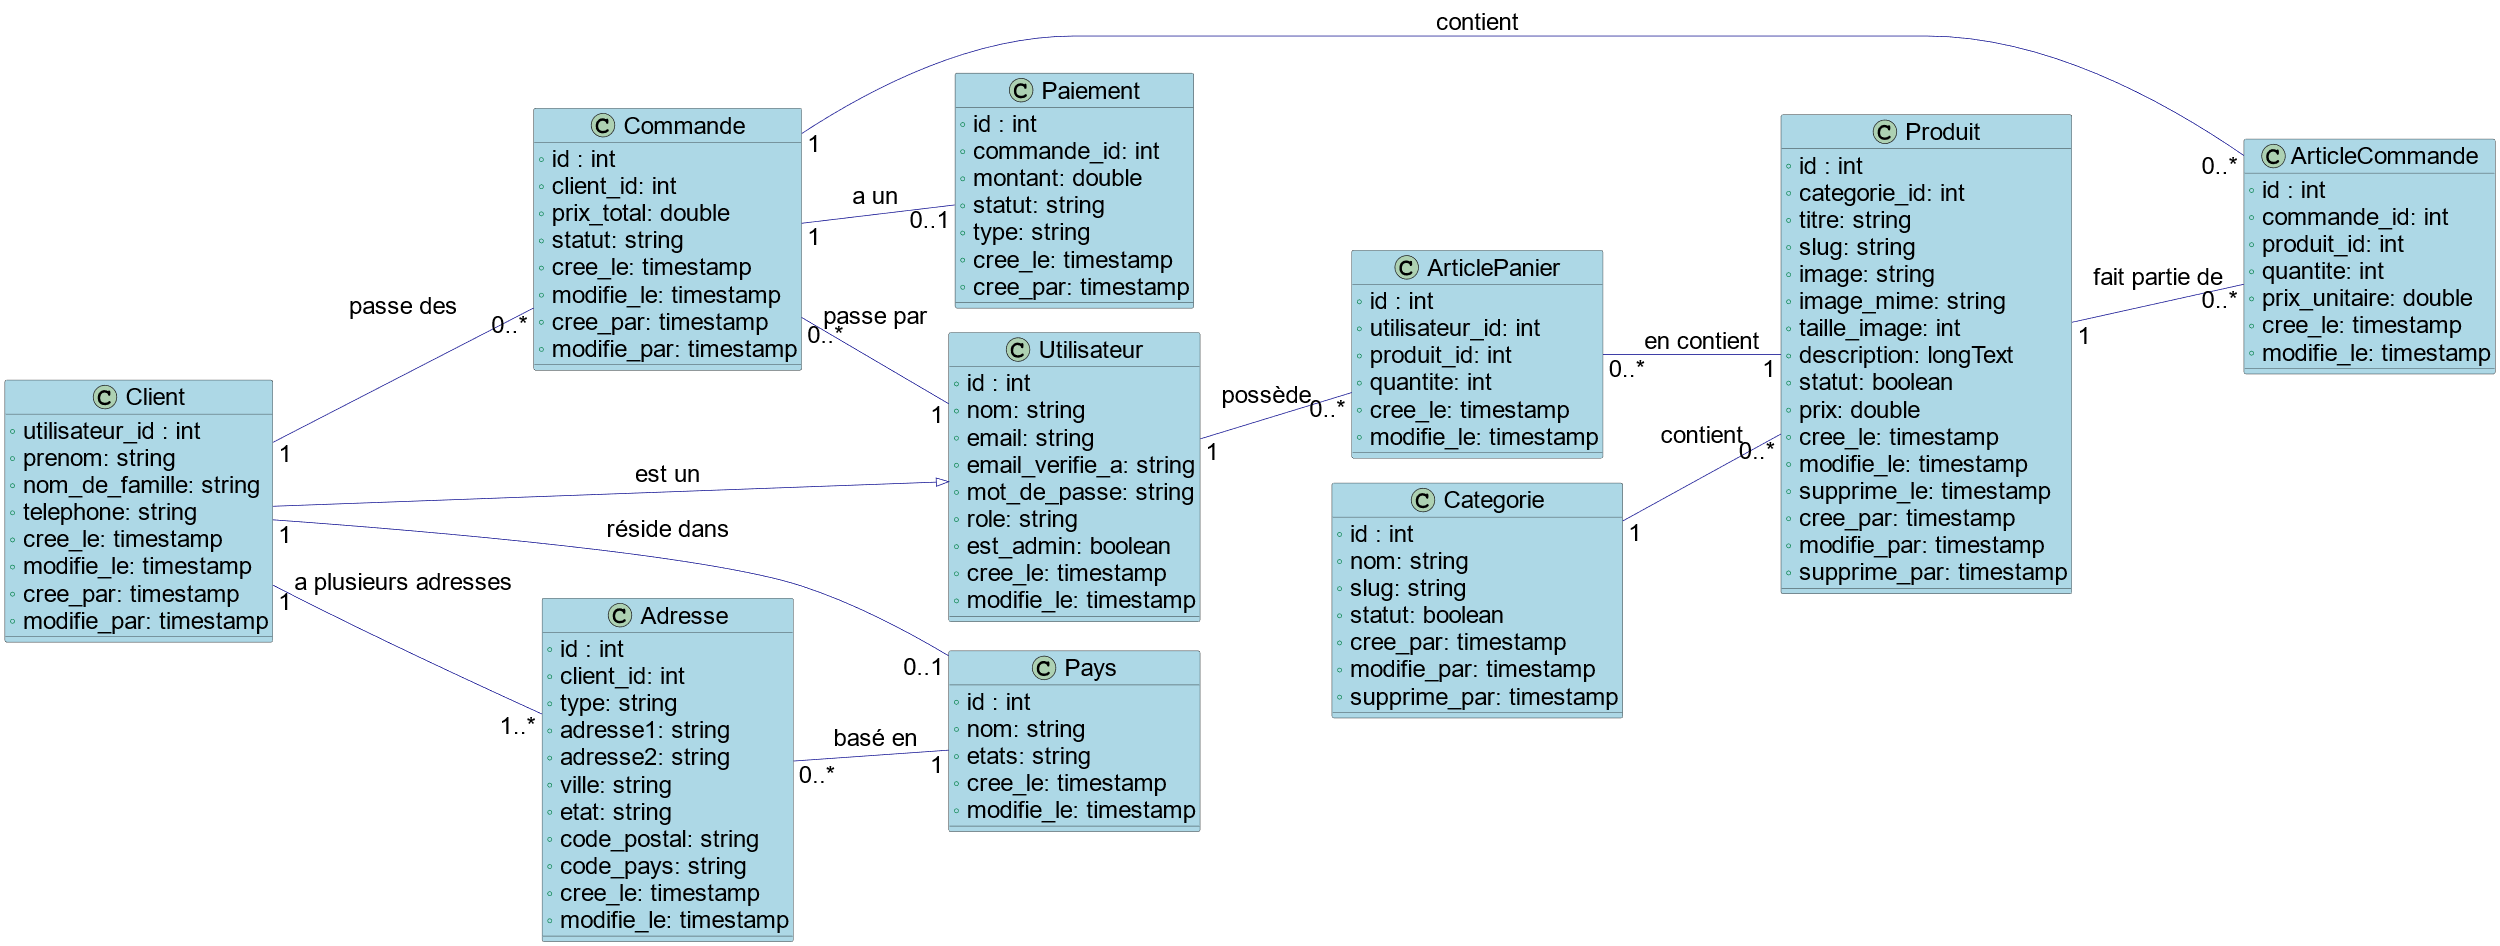 contient
1
0..*
C Commande
id : int
client_id: int
prix_total: double
statut: string
cree_le: timestamp
modifie_le: timestamp
cree_par: timestamp
modifie_par: timestamp
C Paiement
id : int
commande_id: int
montant: double
statut: string
type: string
cree_le: timestamp
cree_par: timestamp
a un
1
0..1
passe par
0..*
1
passe des
1
0..*
C Client
utilisateur_id : int
prenom: string
nom_de_famille: string
telephone: string
cree_le: timestamp
modifie_le: timestamp
cree_par: timestamp
modifie_par: timestamp
est un
réside dans
1
0..1
a plusieurs adresses
1
1..*
C Utilisateur
id : int
nom: string
email: string
email_verifie_a: string
mot_de_passe: string
role: string
est_admin: boolean
cree_le: timestamp
modifie_le: timestamp
C Adresse
id : int
client_id: int
type: string
adresse1: string
adresse2: string
ville: string
etat: string
code_postal: string
code_pays: string
cree_le: timestamp
modifie_le: timestamp
basé en
0..*
1
C Pays
id : int
nom: string
etats: string
cree_le: timestamp
modifie_le: timestamp
possède
1
0..*
C ArticlePanier
id : int
utilisateur_id: int
produit_id: int
quantite: int
cree_le: timestamp
modifie_le: timestamp
en contient
0..*
1
C Categorie
id : int
nom: string
slug: string
statut: boolean
cree_par: timestamp
modifie_par: timestamp
supprime_par: timestamp
contient
1
0..*
C Produit
id : int
categorie_id: int
titre: string
slug: string
image: string
image_mime: string
taille_image: int
description: longText
statut: boolean
prix: double
cree_le: timestamp
modifie_le: timestamp
supprime_le: timestamp
cree_par: timestamp
modifie_par: timestamp
supprime_par: timestamp
fait partie de
1
0..*
C ArticleCommande
id : int
commande_id: int
produit_id: int
quantite: int
prix_unitaire: double
cree_le: timestamp
modifie_le: timestamp